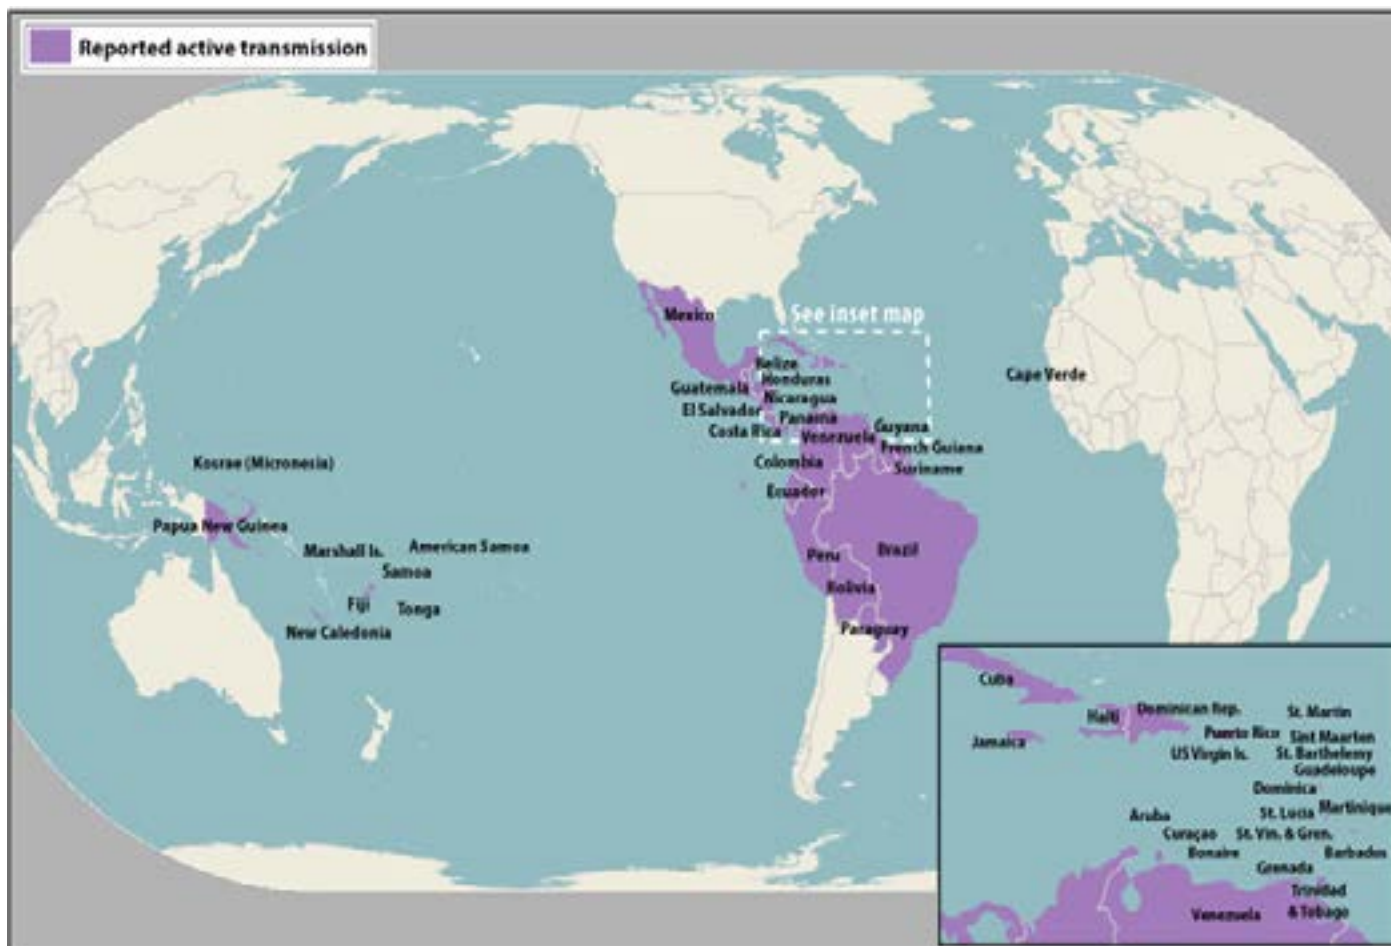 Reported active transmission
See inset map
Mexico
Belize
Honduras
Guatemala
Nicaragua
El Salvador
Panama
Costa Rica
Venezuela
Guyana
French Guiana
Suriname
Colombia
Ecuador
Peru
Brazil
Bolivia
Paraguay
Cape Verde
Kosrae (Micronesia)
Papua New Guinea
Marshall Is.
American Samoa
Samoa
Fiji
Tonga
New Caledonia
Cuba
Haiti
Dominican Rep.
St. Martin
Jamaica
Puerto Rico
Sint Maarten
US Virgin Is.
St. Barthelemy
Guadeloupe
Dominica
Aruba
St. Lucia
Martinique
Curaçao
St. Vin. & Gren.
Bonaire
Barbados
Grenada
Trinidad
& Tobago
Venezuela